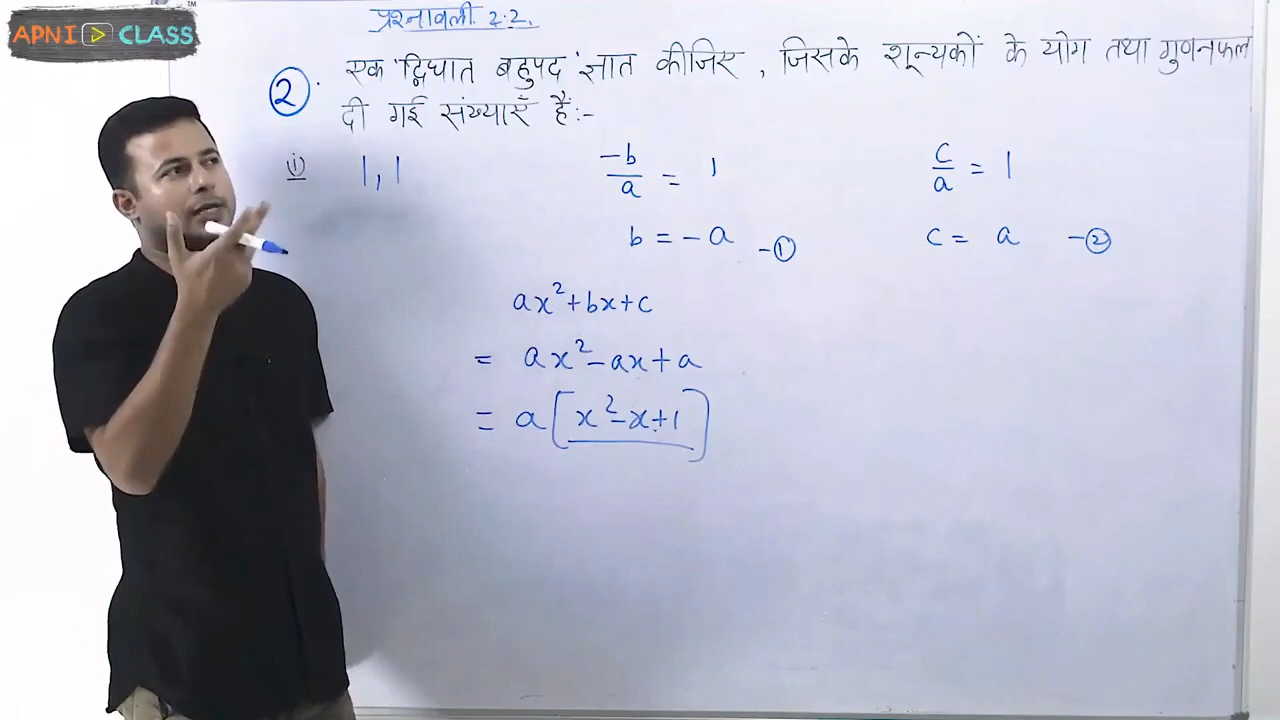 APNI CLASS
प्रश्नावली 2.2.
(2). एक द्विघात बहुपद ज्ञात कीजिए, जिसके शून्यकों के योग तथा गुणनफल
दी गई संख्याएँ हैं:-
(i) 1, 1 -b/a = 1 c/a = 1
b = -a -① c = a -②
ax²+bx+c
= ax²-ax+a
= a[x²-x+1]